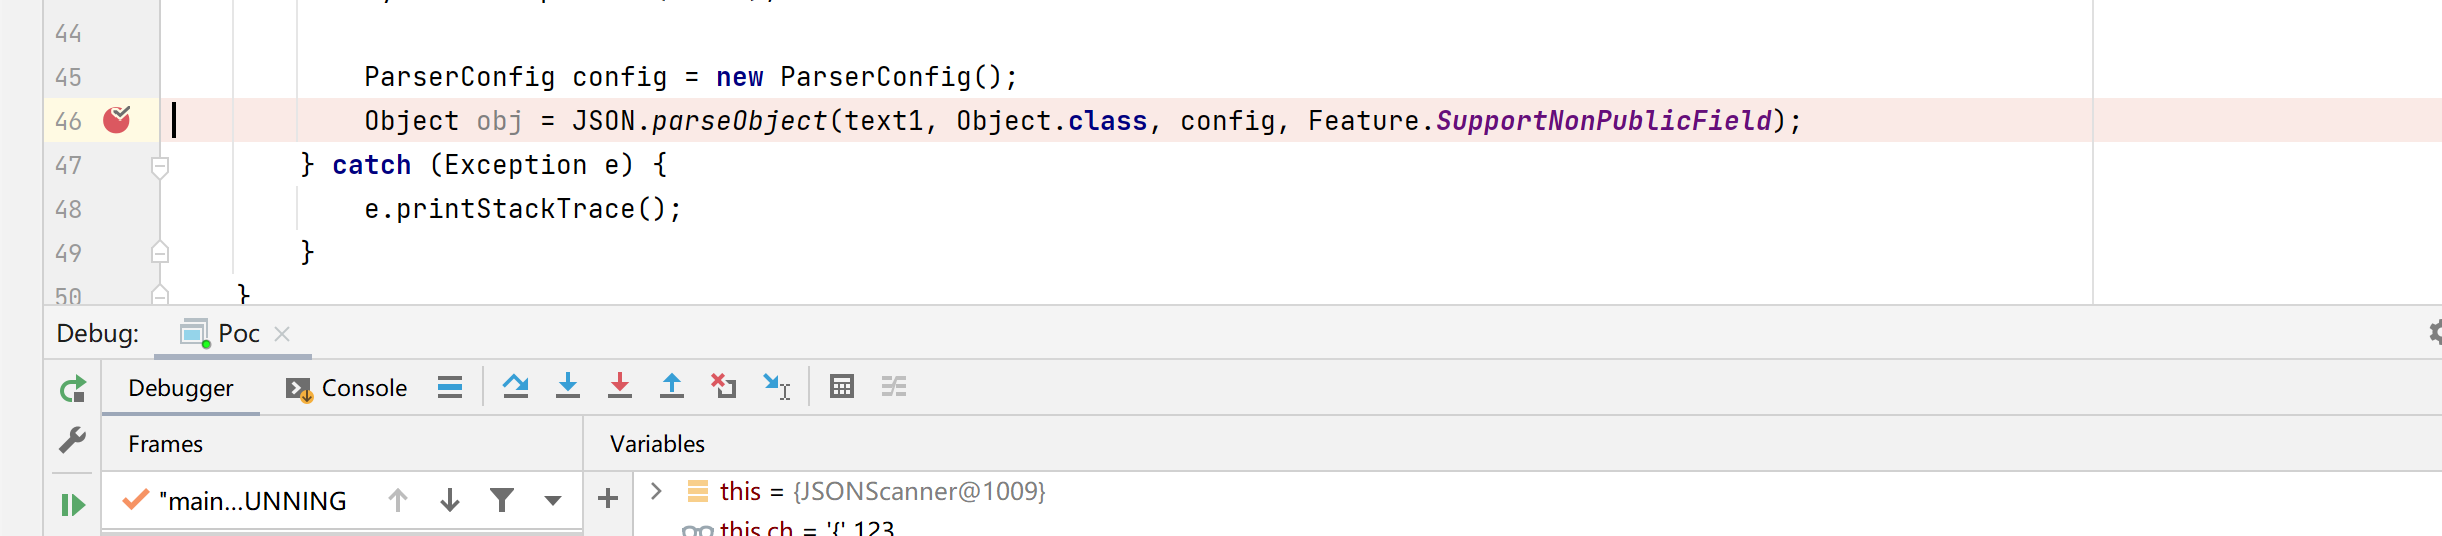 44
45 ParserConfig config = new ParserConfig();
46 Object obj = JSON.parseObject(text1, Object.class, config, Feature.SupportNonPublicField);
47 } catch (Exception e) {
48 e.printStackTrace();
49 }
50 }
Debug: Poc
Debugger Console
Frames Variables
"main...UNNING this = {JSONScanner@1009}
this.ch = '{' 123